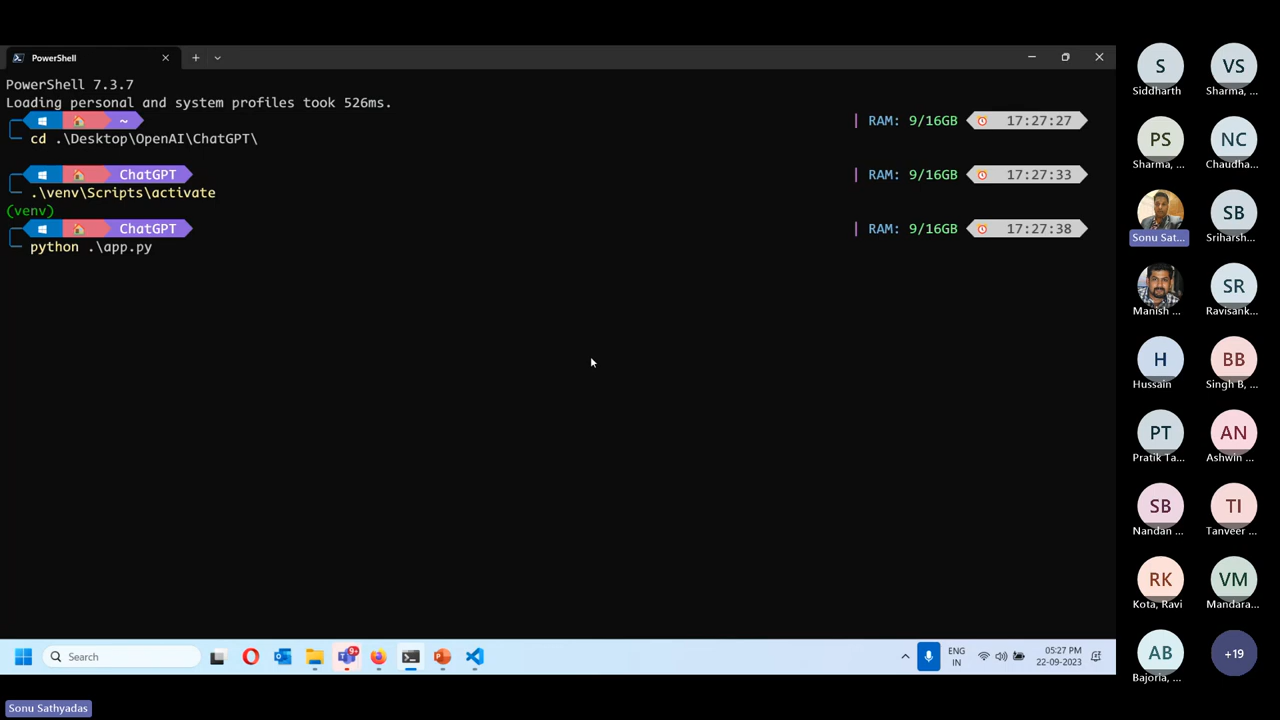 PowerShell
PowerShell 7.3.7
Loading personal and system profiles took 526ms.
~
| RAM: 9/16GB 17:27:27
cd .\Desktop\OpenAI\ChatGPT\
ChatGPT
| RAM: 9/16GB 17:27:33
.\venv\Scripts\activate
(venv)
ChatGPT
| RAM: 9/16GB 17:27:38
python .\app.py
Search
9+
ENG
IN
05:27 PM
22-09-2023
S
Siddharth
VS
Sharma, ...
PS
Sharma, ...
NC
Chaudha...
Sonu Sat...
SB
Sriharsh...
Manish ...
SR
Ravisank...
H
Hussain
BB
Singh B, ...
PT
Pratik Ta...
AN
Ashwin ...
SB
Nandan ...
TI
Tanveer ...
RK
Kota, Ravi
VM
Mandara...
AB
Bajoria, ...
+19
Sonu Sathyadas